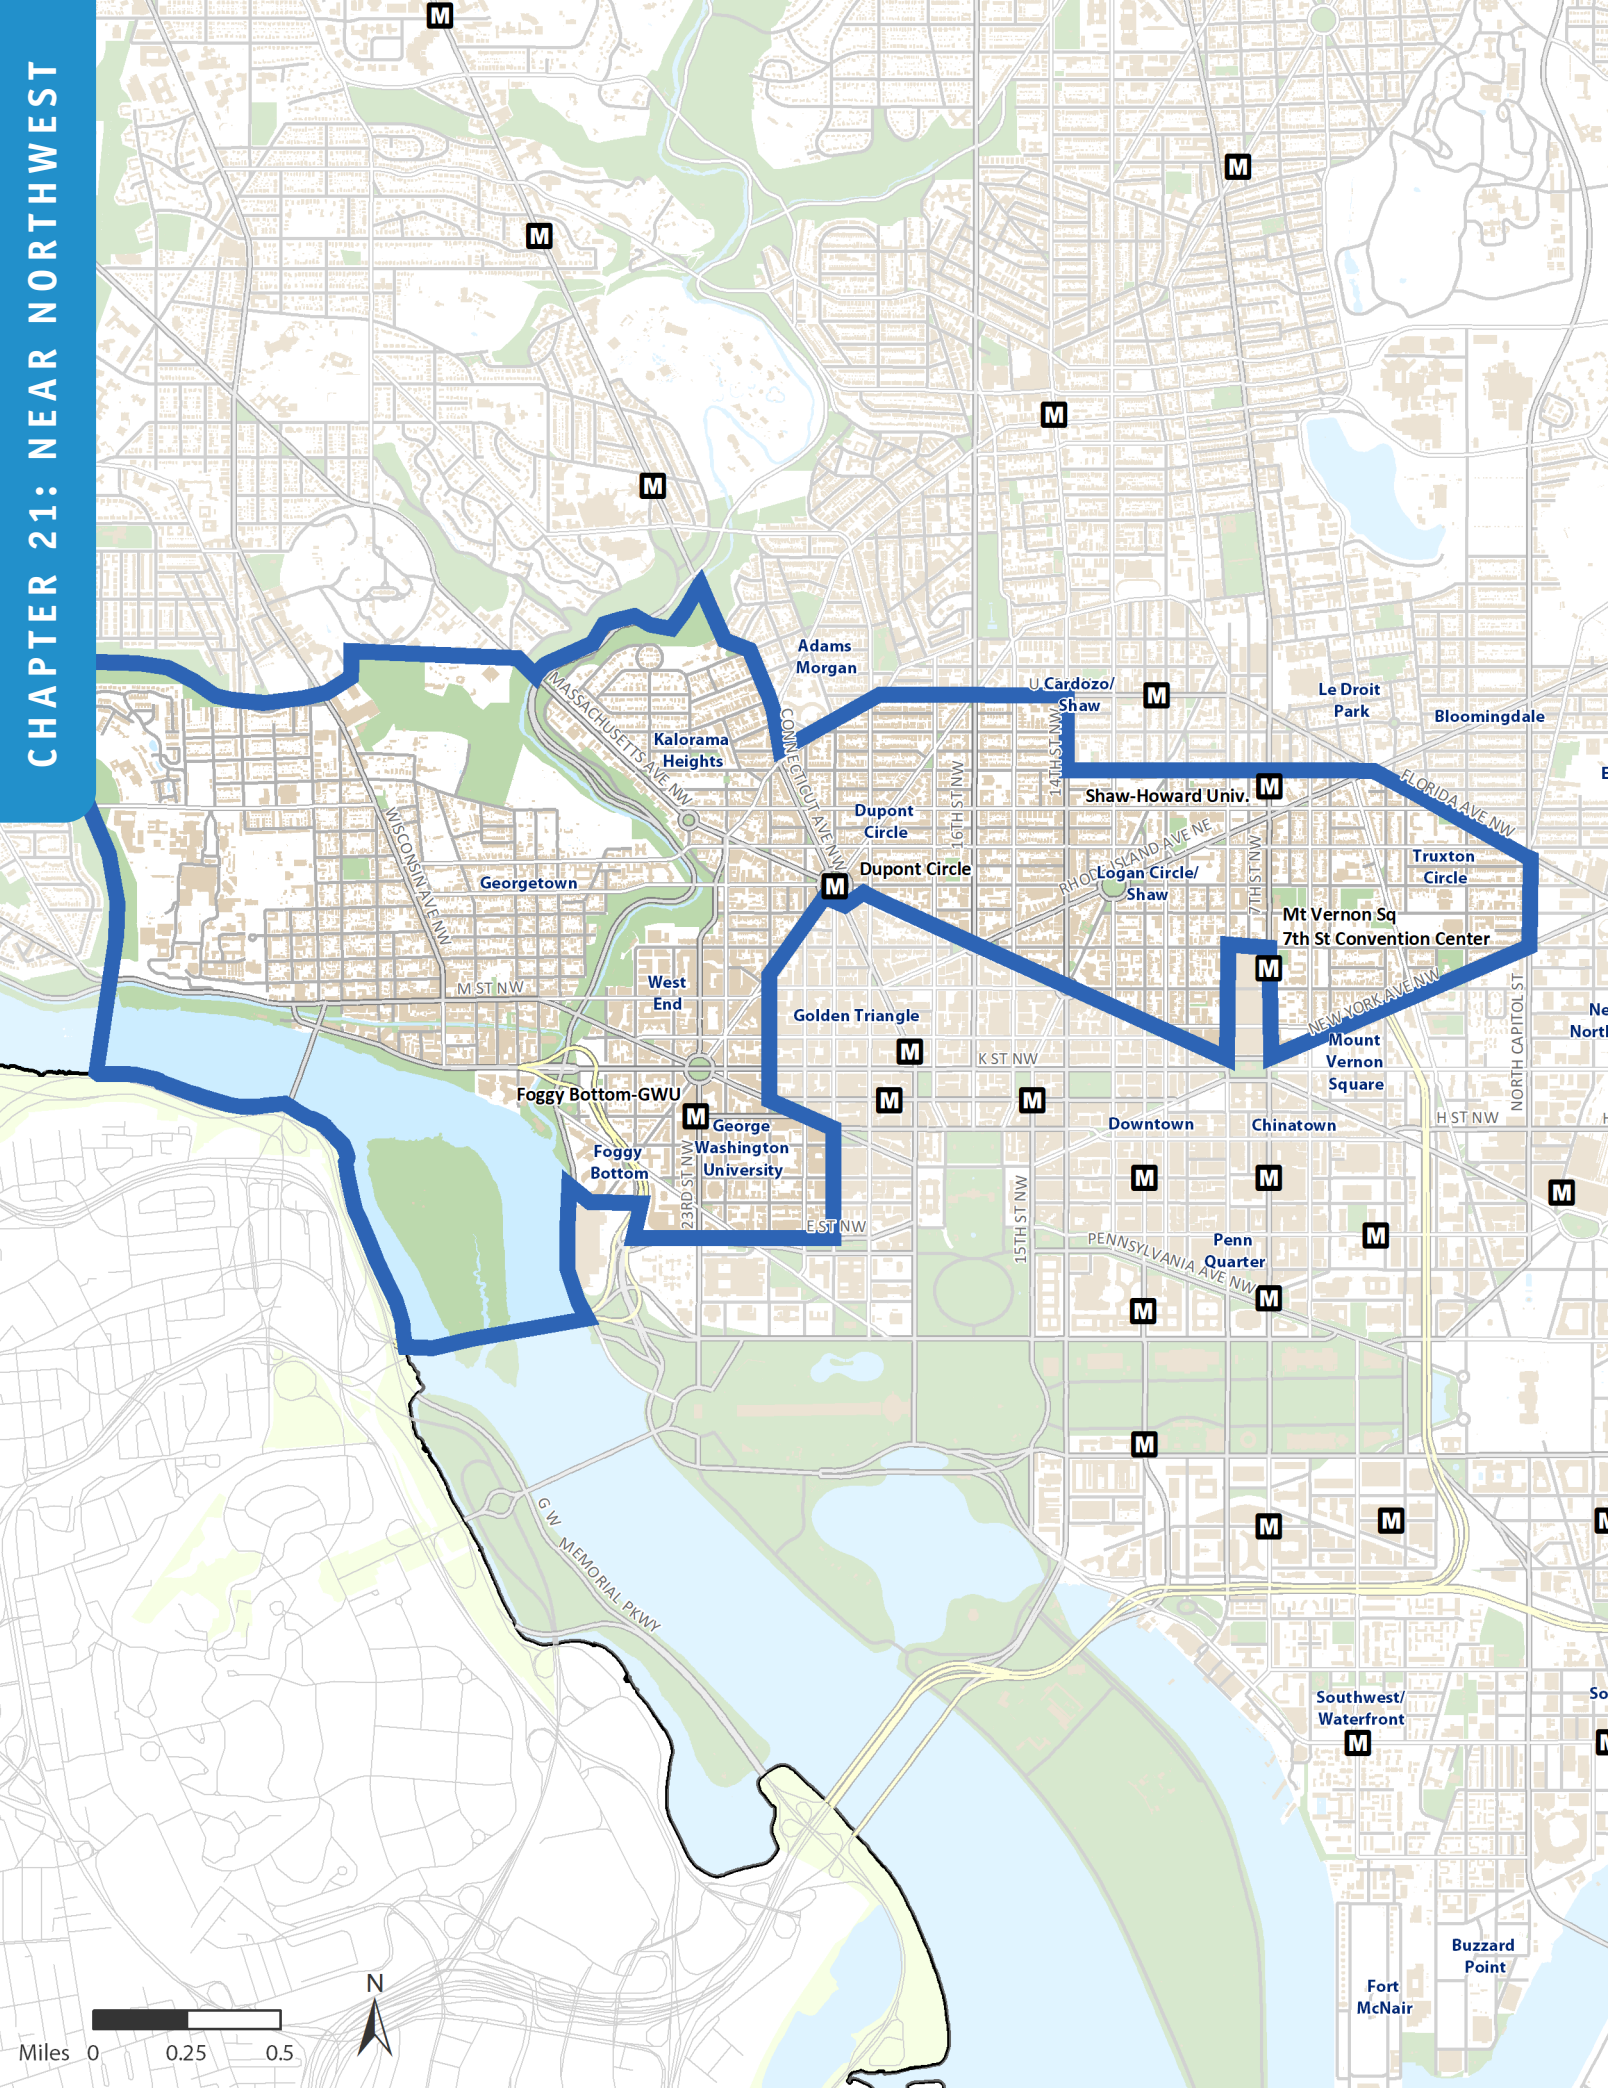 CHAPTER 21: NEAR NORTHWEST
M
M
M
M
M
Adams
Morgan
U
Cardozo/
Shaw
M
Le Droit
Park
Bloomingdale
MASSACHUSETTS AVE NW
Kalorama
Heights
CONNECTICUT AVE NW
14TH ST NW
16TH ST NW
Shaw-Howard Univ.
M
FLORIDA AVE NW
WISCONSIN AVE NW
Dupont
Circle
RHODE ISLAND AVE NE
7TH ST NW
Truxton
Circle
Georgetown
M
Dupont Circle
Logan Circle/
Shaw
Mt Vernon Sq
7th St Convention Center
M
M ST NW
West
End
Golden Triangle
NEW YORK AVE NW
NORTH CAPITOL ST
Ne
North
M
K ST NW
Mount
Vernon
Square
Foggy Bottom-GWU
M
M
M
George
Washington
University
Foggy
Bottom
23RD ST NW
Downtown
Chinatown
H ST NW
H
M
M
M
E ST NW
15TH ST NW
PENNSYLVANIA AVE NW
Penn
Quarter
M
M
M
M
G W MEMORIAL PKWY
M
M
M
Southwest/
Waterfront
M
So
M
Buzzard
Point
Fort
McNair
N
Miles 0 0.25 0.5